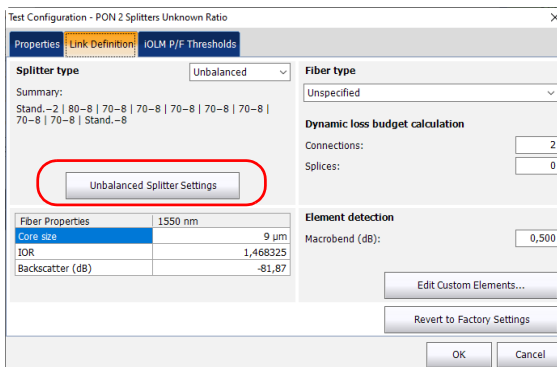 Test Configuration - PON 2 Splitters Unknown Ratio
Properties Link Definition iOLM P/F Thresholds
Splitter type Unbalanced
Summary:
Stand.-2 | 80-8 | 70-8 | 70-8 | 70-8 | 70-8 | 70-8 |
70-8 | 70-8 | Stand.-8
Unbalanced Splitter Settings
Fiber Properties 1550 nm
Core size 9 µm
IOR 1,468325
Backscatter (dB) -81,87
Fiber type
Unspecified
Dynamic loss budget calculation
Connections: 2
Splices: 0
Element detection
Macrobend (dB): 0,500
Edit Custom Elements...
Revert to Factory Settings
OK Cancel